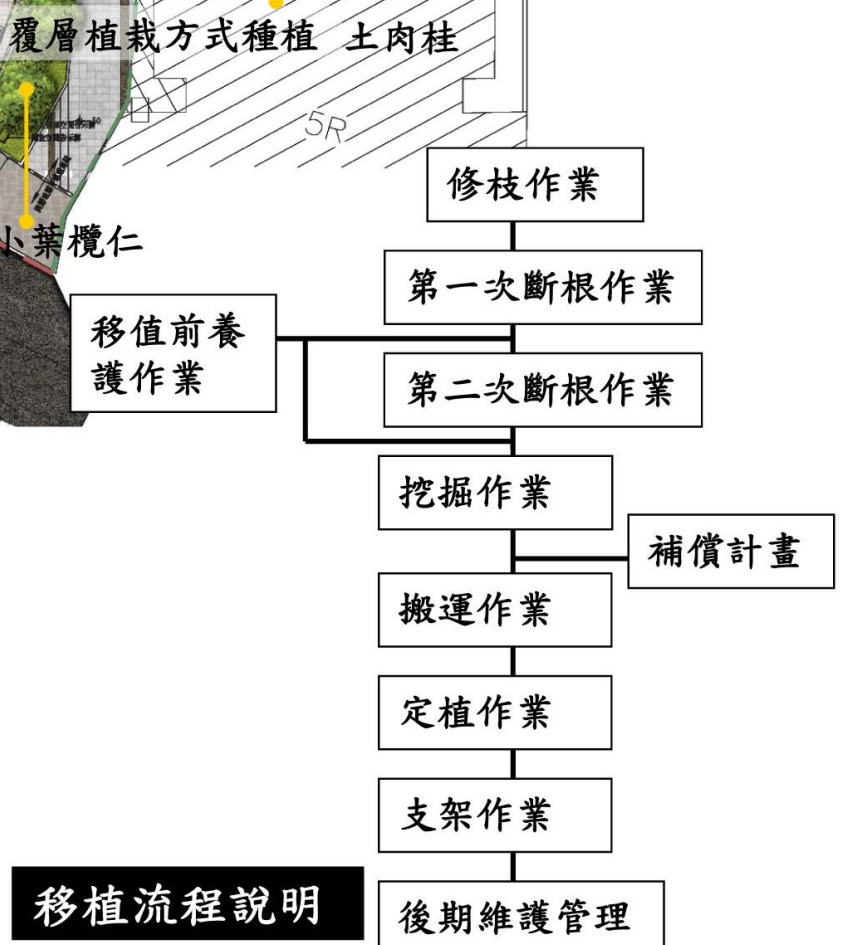 覆層植栽方式種植 土肉桂
5R
小葉欖仁
修枝作業
第一次斷根作業
移值前養
護作業
第二次斷根作業
挖掘作業
補償計畫
搬運作業
定植作業
支架作業
移植流程說明
後期維護管理